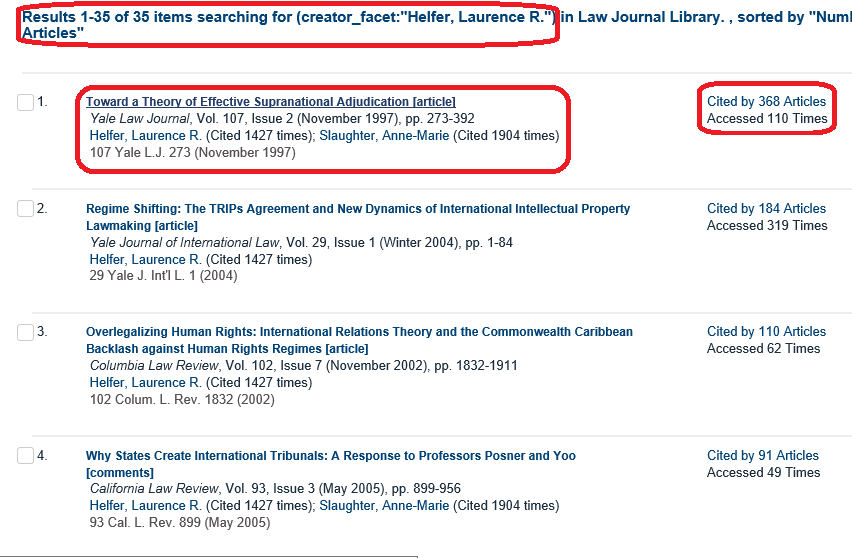 Results 1-35 of 35 items searching for (creator_facet:"Helfer, Laurence R.") in Law Journal Library. , sorted by
Articles"
1. Toward a Theory of Effective Supranational Adjudication [article] Cited by 368 Articles
Yale Law Journal, Vol. 107, Issue 2 (November 1997), pp. 273-392 Accessed 110 Times
Helfer, Laurence R. (Cited 1427 times); Slaughter, Anne-Marie (Cited 1904 times)
107 Yale L.J. 273 (November 1997)
2. Regime Shifting: The TRIPs Agreement and New Dynamics of International Intellectual Property Cited by 184 Articles
Lawmaking [article] Accessed 319 Times
Yale Journal of International Law, Vol. 29, Issue 1 (Winter 2004), pp. 1-84
Helfer, Laurence R. (Cited 1427 times)
29 Yale J. Int'l L. 1 (2004)
3. Overlegalizing Human Rights: International Relations Theory and the Commonwealth Caribbean Cited by 110 Articles
Backlash against Human Rights Regimes [article] Accessed 62 Times
Columbia Law Review, Vol. 102, Issue 7 (November 2002), pp. 1832-1911
Helfer, Laurence R. (Cited 1427 times)
102 Colum. L. Rev. 1832 (2002)
4. Why States Create International Tribunals: A Response to Professors Posner and Yoo Cited by 91 Articles
[comments] Accessed 49 Times
California Law Review, Vol. 93, Issue 3 (May 2005), pp. 899-956
Helfer, Laurence R. (Cited 1427 times); Slaughter, Anne-Marie (Cited 1904 times)
93 Cal. L. Rev. 899 (May 2005)